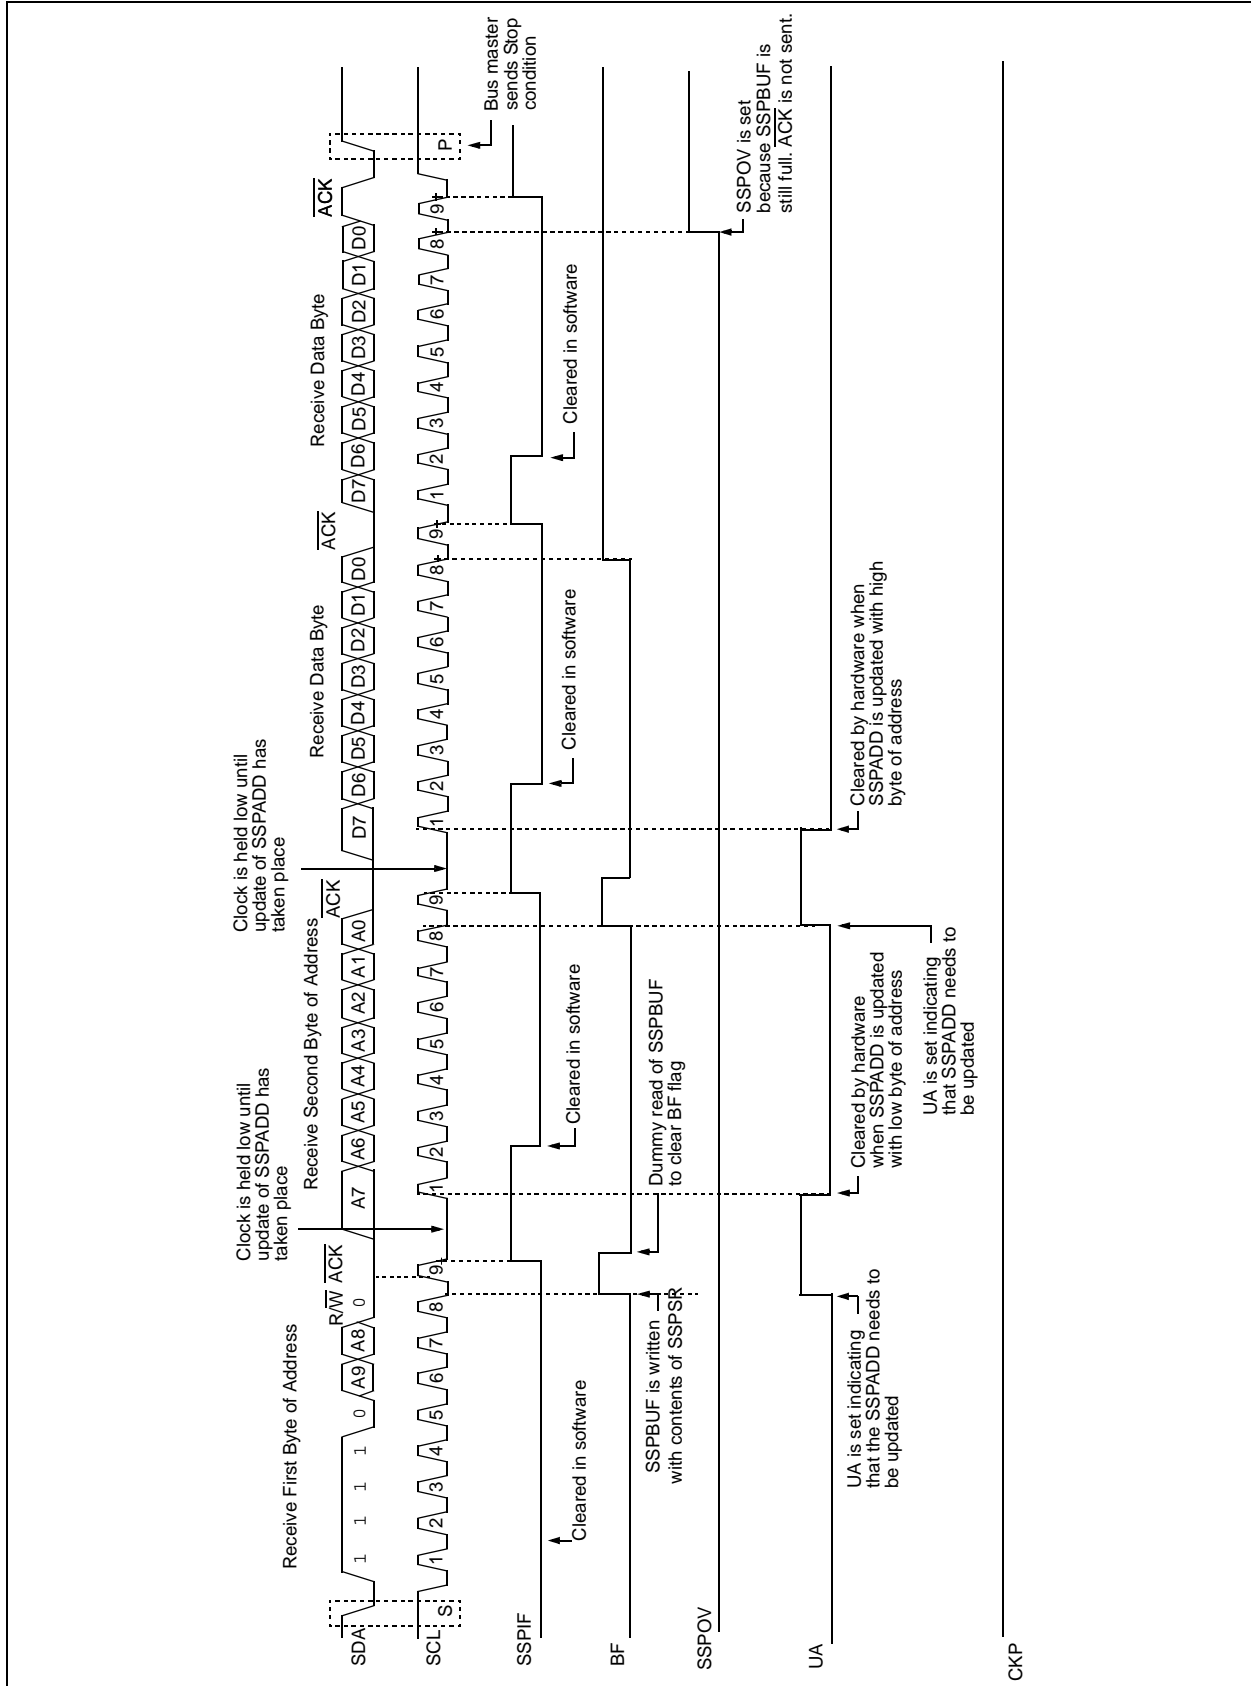 Receive First Byte of Address
R/W ACK
Clock is held low until
update of SSPADD has
taken place
Receive Second Byte of Address
ACK
Clock is held low until
update of SSPADD has
taken place
Receive Data Byte
ACK
Receive Data Byte
ACK
SDA
1 1 1 1 0 A9 A8 0 A7 A6 A5 A4 A3 A2 A1 A0 D7 D6 D5 D4 D3 D2 D1 D0 D7 D6 D5 D4 D3 D2 D1 D0
SCL
S 1 2 3 4 5 6 7 8 9 1 2 3 4 5 6 7 8 9 1 2 3 4 5 6 7 8 9 1 2 3 4 5 6 7 8 9 P
Bus master
sends Stop
condition
SSPIF
Cleared in software
Cleared in software
Cleared in software
Cleared in software
BF
SSPBUF is written
with contents of SSPSR
Dummy read of SSPBUF
to clear BF flag
SSPOV
SSPOV is set
because SSPBUF is
still full. ACK is not sent.
UA
UA is set indicating
that the SSPADD needs to
be updated
Cleared by hardware
when SSPADD is updated
with low byte of address
UA is set indicating
that SSPADD needs to
be updated
Cleared by hardware when
SSPADD is updated with high
byte of address
CKP